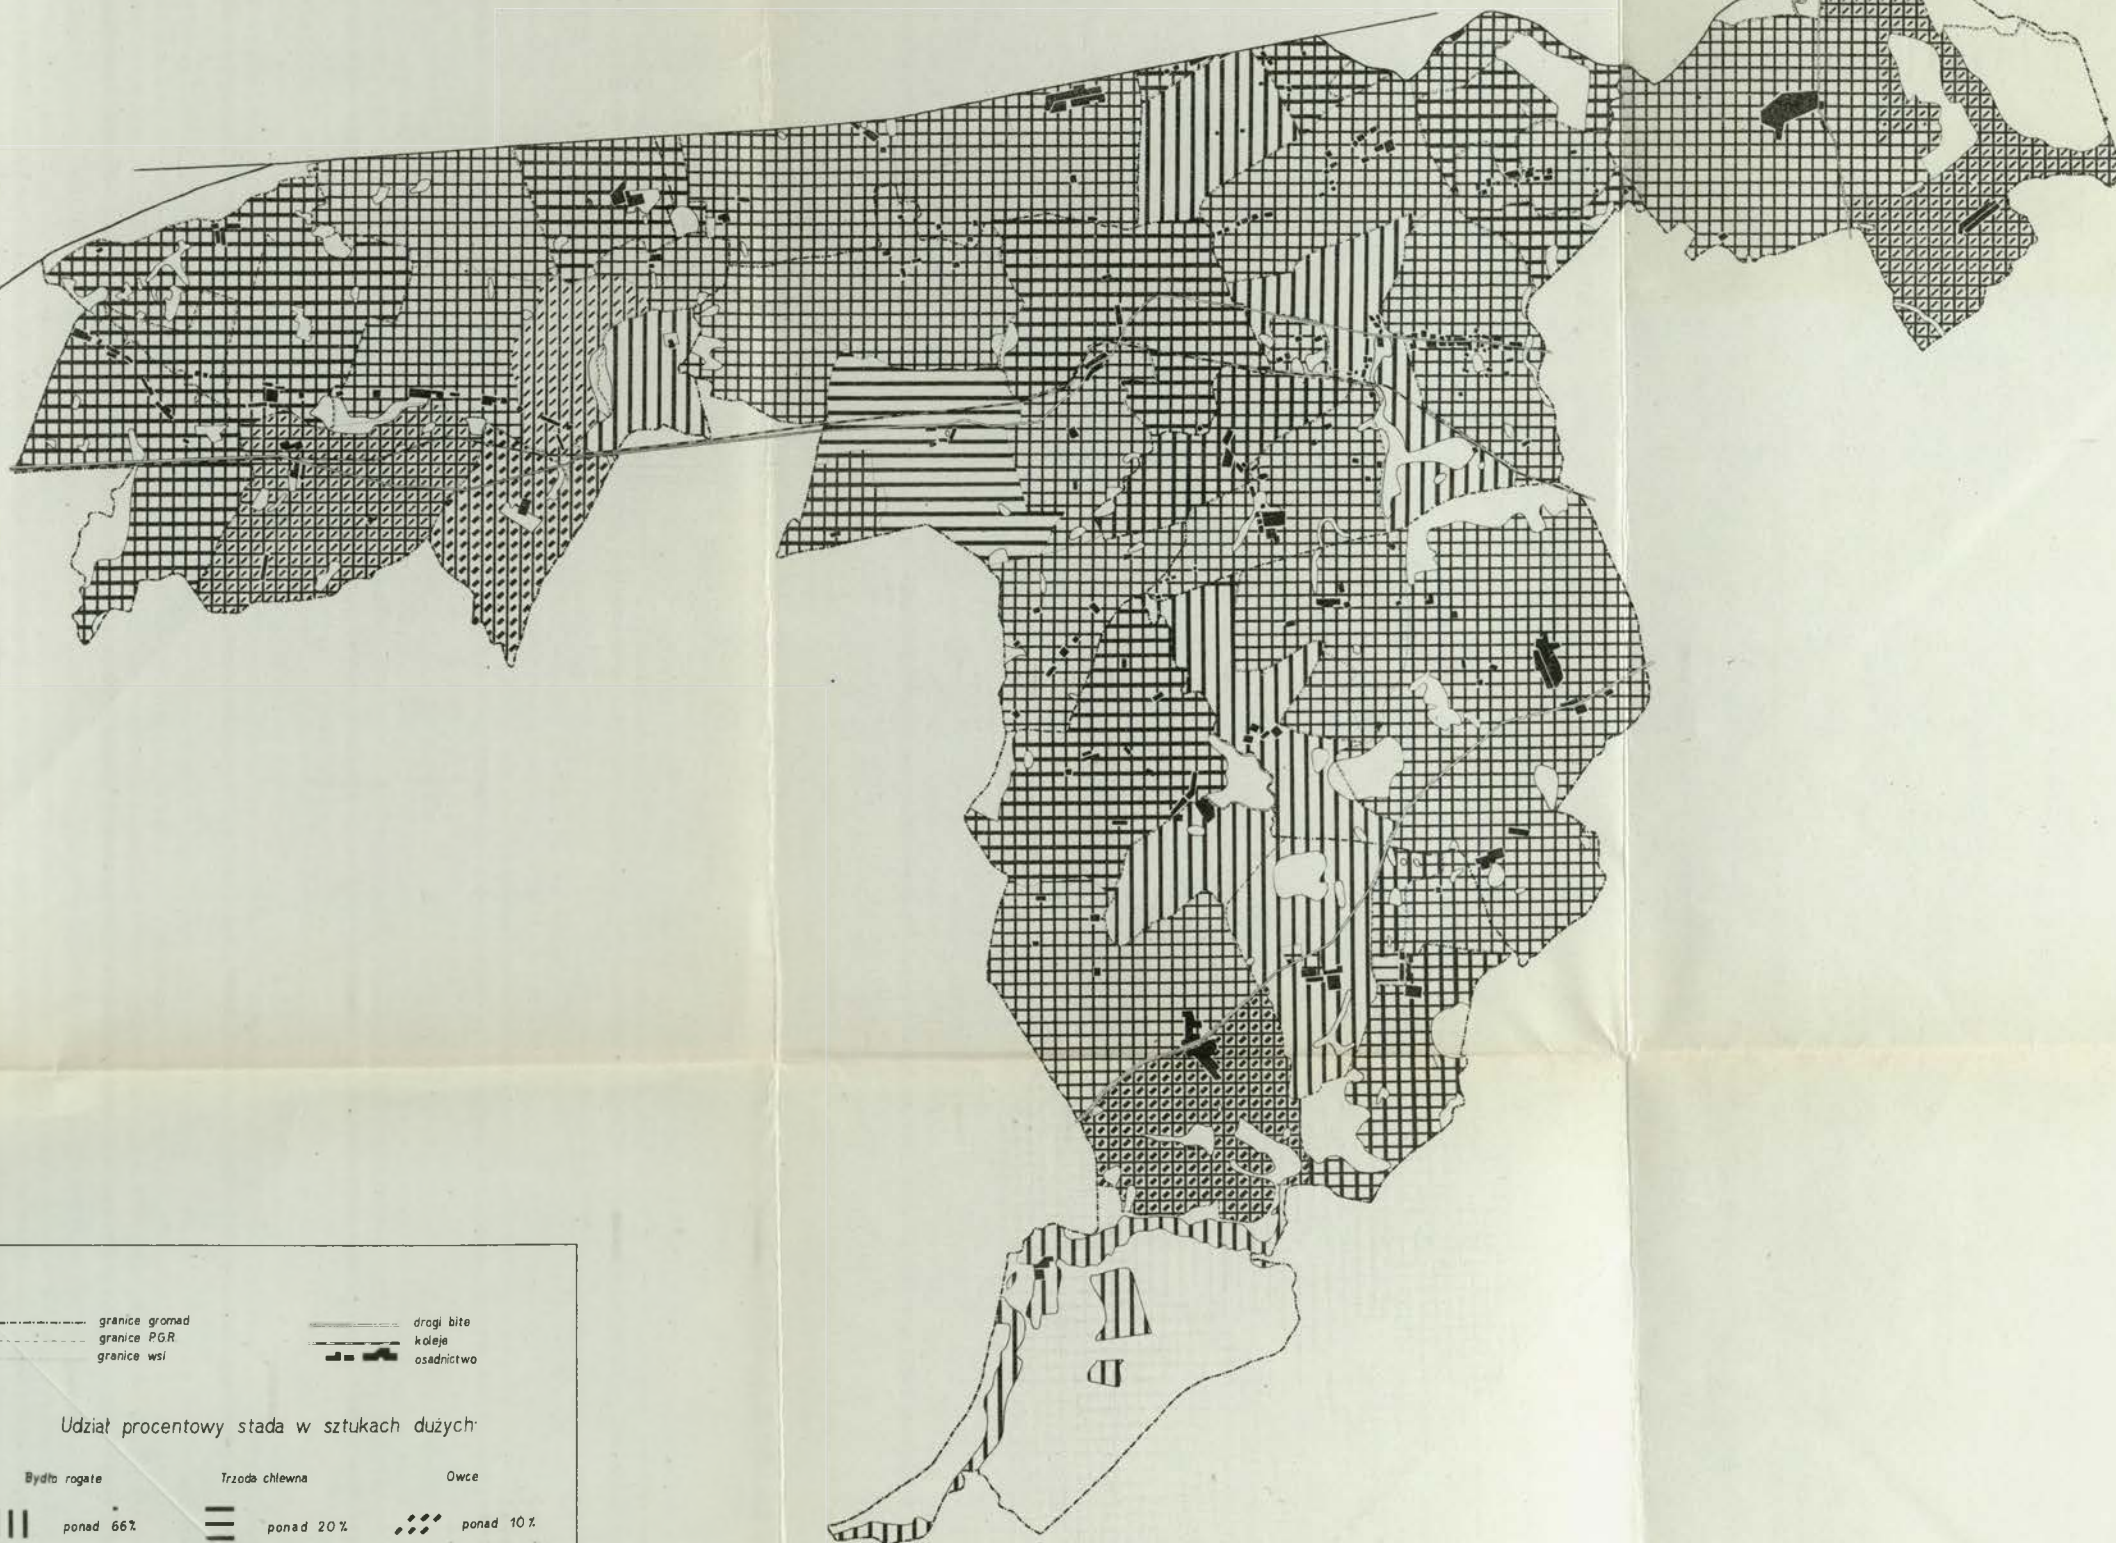 granice gromad
granice PGR
granice wsi
drogi bite
koleje
osadnictwo
Udział procentowy stada w sztukach dużych
Bydło rogate Trzoda chlewna Owce
ponad 66% ponad 20% ponad 10%